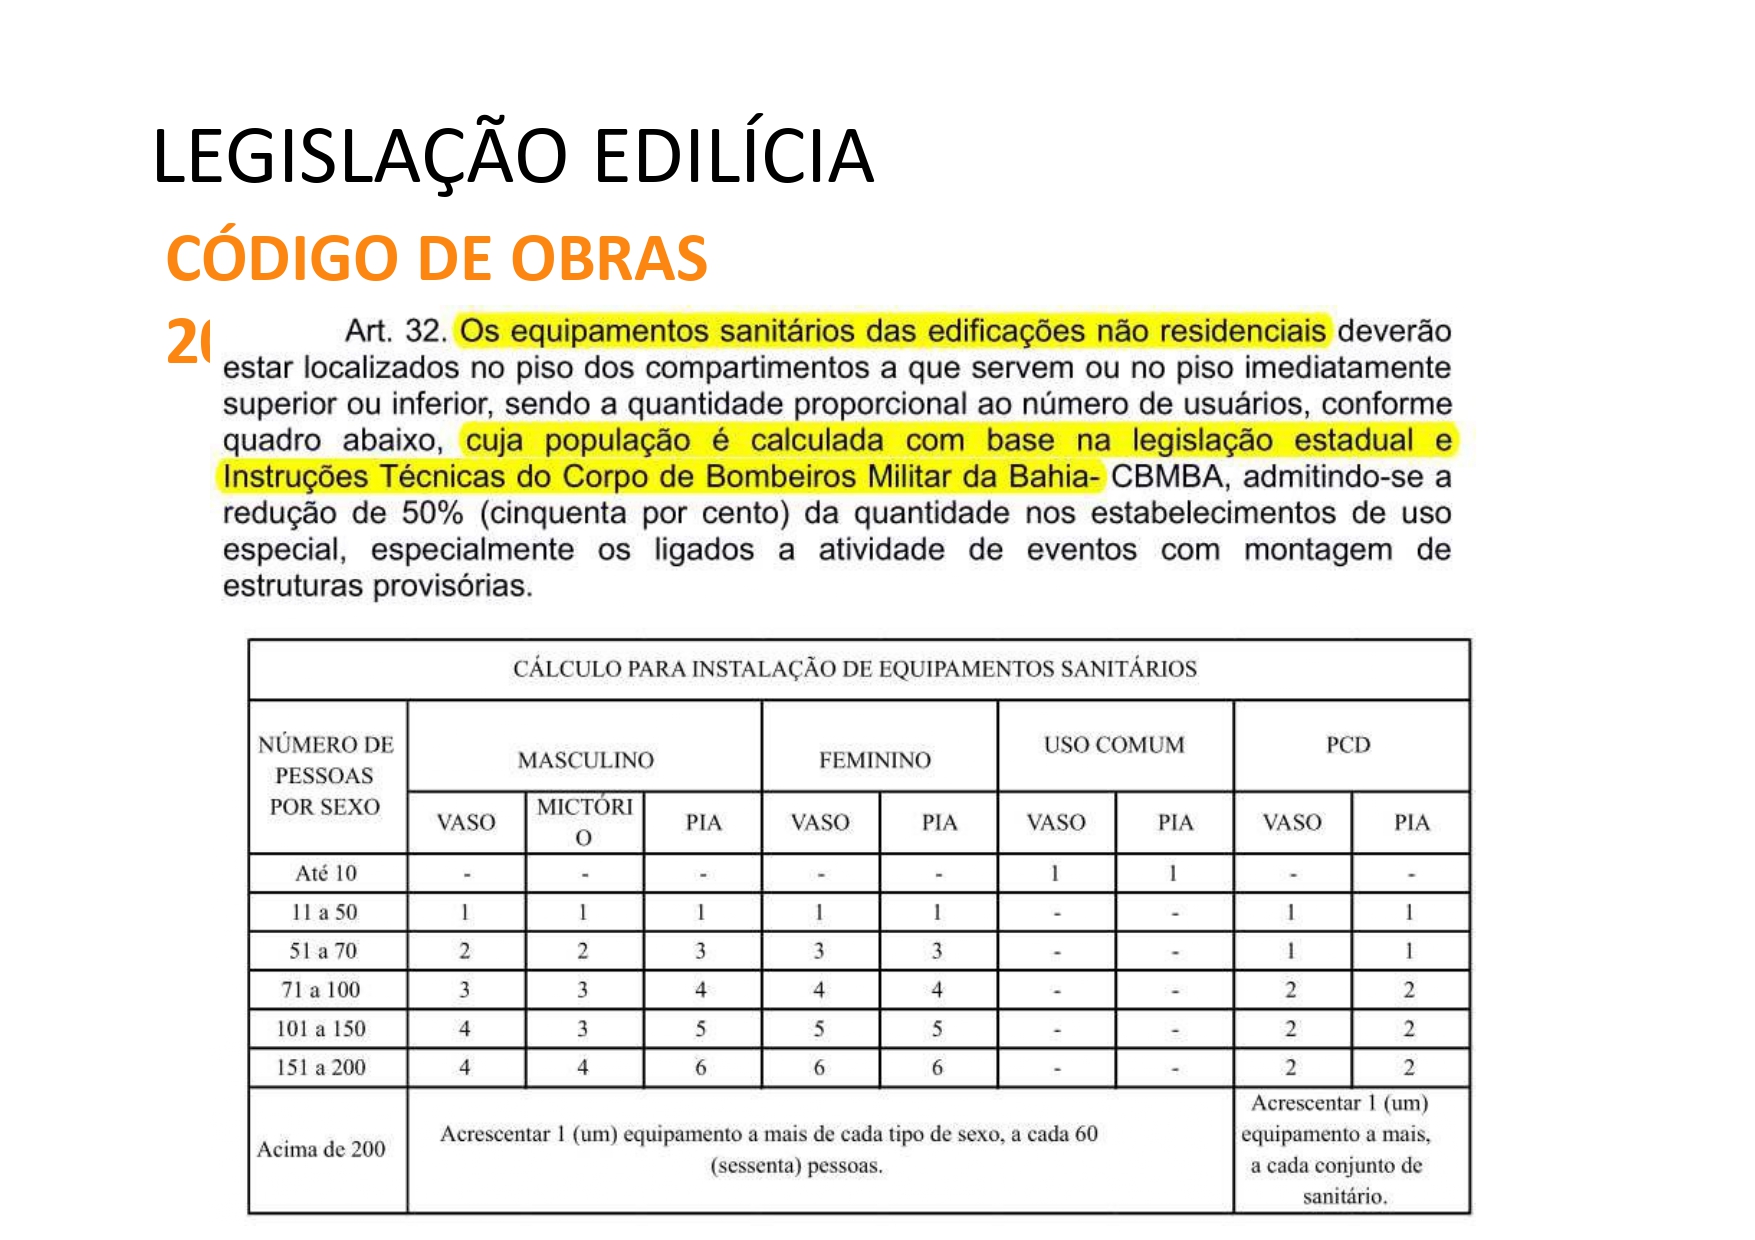 LEGISLAÇÃO EDILÍCIA
CÓDIGO DE OBRAS
Art. 32. Os equipamentos sanitários das edificações não residenciais deverão
estar localizados no piso dos compartimentos a que servem ou no piso imediatamente
superior ou inferior, sendo a quantidade proporcional ao número de usuários, conforme
quadro abaixo, cuja população é calculada com base na legislação estadual e
Instruções Técnicas do Corpo de Bombeiros Militar da Bahia- CBMBA, admitindo-se a
redução de 50% (cinquenta por cento) da quantidade nos estabelecimentos de uso
especial, especialmente os ligados a atividade de eventos com montagem de
estruturas provisórias.
CÁLCULO PARA INSTALAÇÃO DE EQUIPAMENTOS SANITÁRIOS
NÚMERO DE
PESSOAS
POR SEXO
MASCULINO FEMININO USO COMUM PCD
VASO MICTÓRI
O
PIA VASO PIA VASO PIA VASO PIA
Até 10 - - - - - 1 1 - -
11 a 50 1 1 1 1 1 - - 1 1
51 a 70 2 2 3 3 3 - - 1 1
71 a 100 3 3 4 4 4 - - 2 2
101 a 150 4 3 5 5 5 - - 2 2
151 a 200 4 4 6 6 6 - - 2 2
Acima de 200
Acrescentar 1 (um) equipamento a mais de cada tipo de sexo, a cada 60
(sessenta) pessoas.
Acrescentar 1 (um)
equipamento a mais,
a cada conjunto de
sanitário.